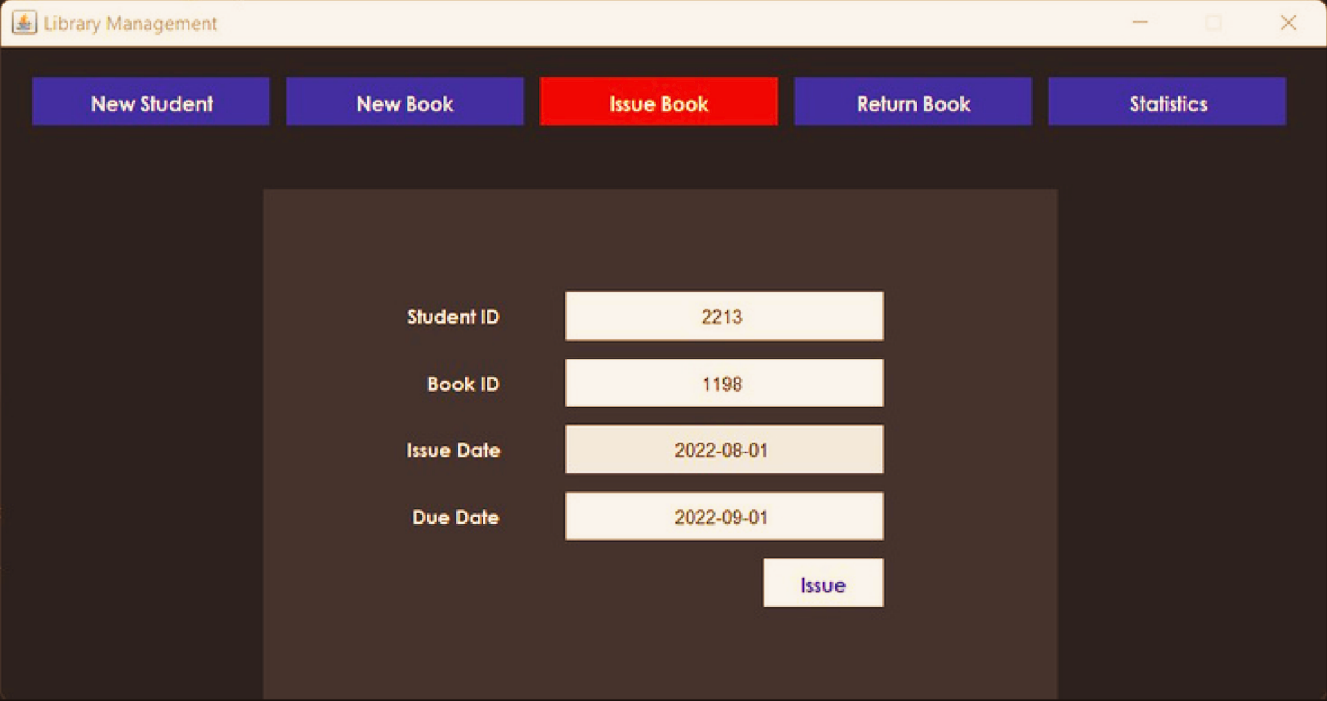 Library Management
New Student New Book Issue Book Return Book Statistics
Student ID 2213
Book ID 1198
Issue Date 2022-08-01
Due Date 2022-09-01
Issue